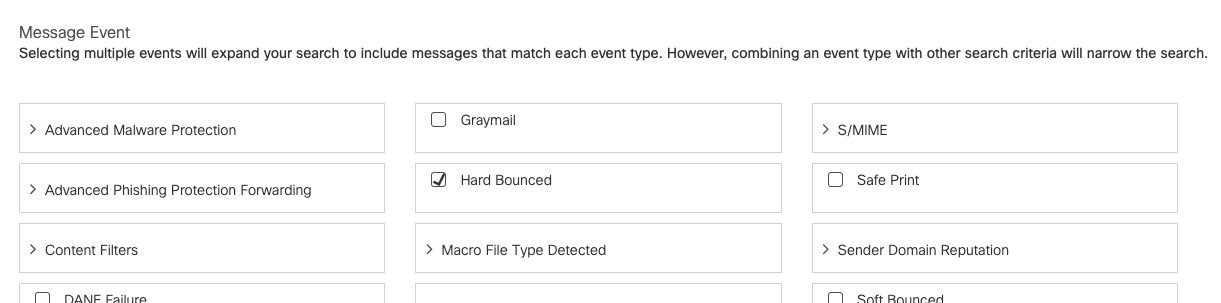 Message Event
Selecting multiple events will expand your search to include messages that match each event type. However, combining an event type with other search criteria will narrow the search.
Advanced Malware Protection
Graymail
S/MIME
Advanced Phishing Protection Forwarding
Hard Bounced
Safe Print
Content Filters
Macro File Type Detected
Sender Domain Reputation
DANE Failure
Soft Bounced